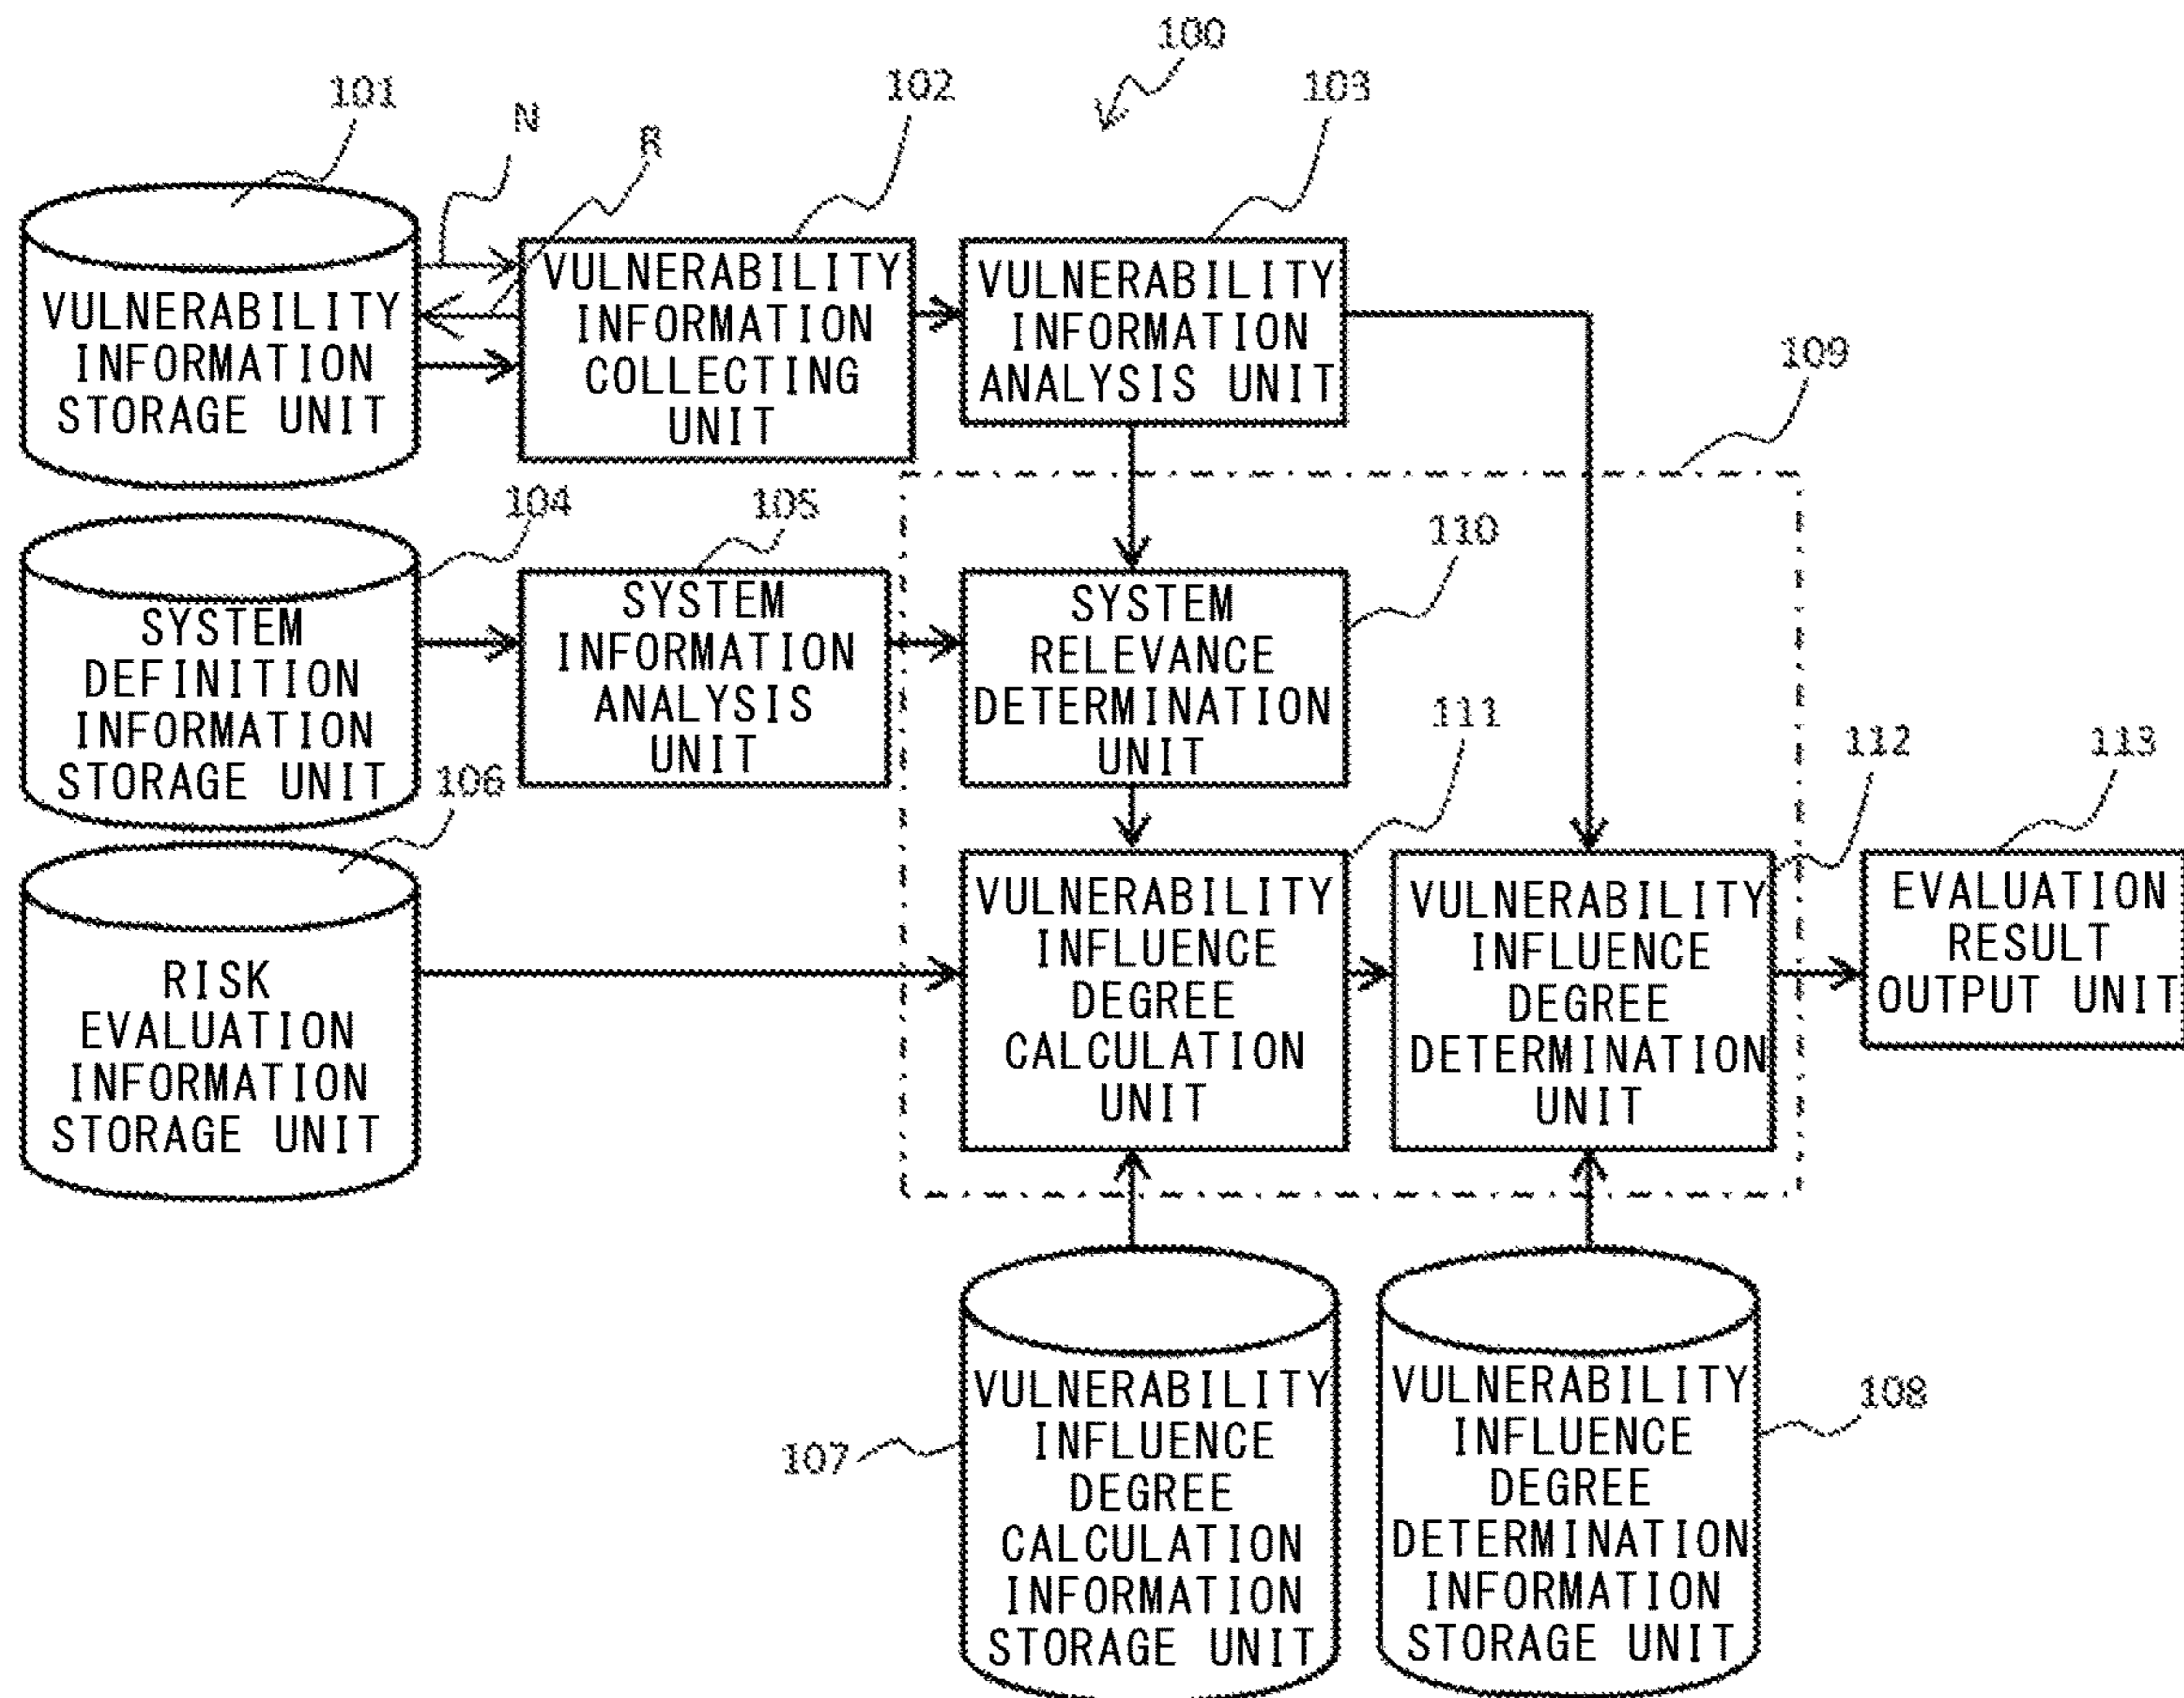 100
101
N
R
102
103
VULNERABILITY
INFORMATION
STORAGE UNIT
VULNERABILITY
INFORMATION
COLLECTING
UNIT
VULNERABILITY
INFORMATION
ANALYSIS UNIT
109
104
105
110
SYSTEM
DEFINITION
INFORMATION
STORAGE UNIT
SYSTEM
INFORMATION
ANALYSIS
UNIT
SYSTEM
RELEVANCE
DETERMINATION
UNIT
106
111
112
113
RISK
EVALUATION
INFORMATION
STORAGE UNIT
VULNERABILITY
INFLUENCE
DEGREE
CALCULATION
UNIT
VULNERABILITY
INFLUENCE
DEGREE
DETERMINATION
UNIT
EVALUATION
RESULT
OUTPUT UNIT
107
VULNERABILITY
INFLUENCE
DEGREE
CALCULATION
INFORMATION
STORAGE UNIT
VULNERABILITY
INFLUENCE
DEGREE
DETERMINATION
INFORMATION
STORAGE UNIT
108